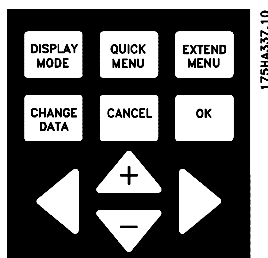 DISPLAY MODE
QUICK MENU
EXTEND MENU
CHANGE DATA
CANCEL
OK
+
−
175HA337.10